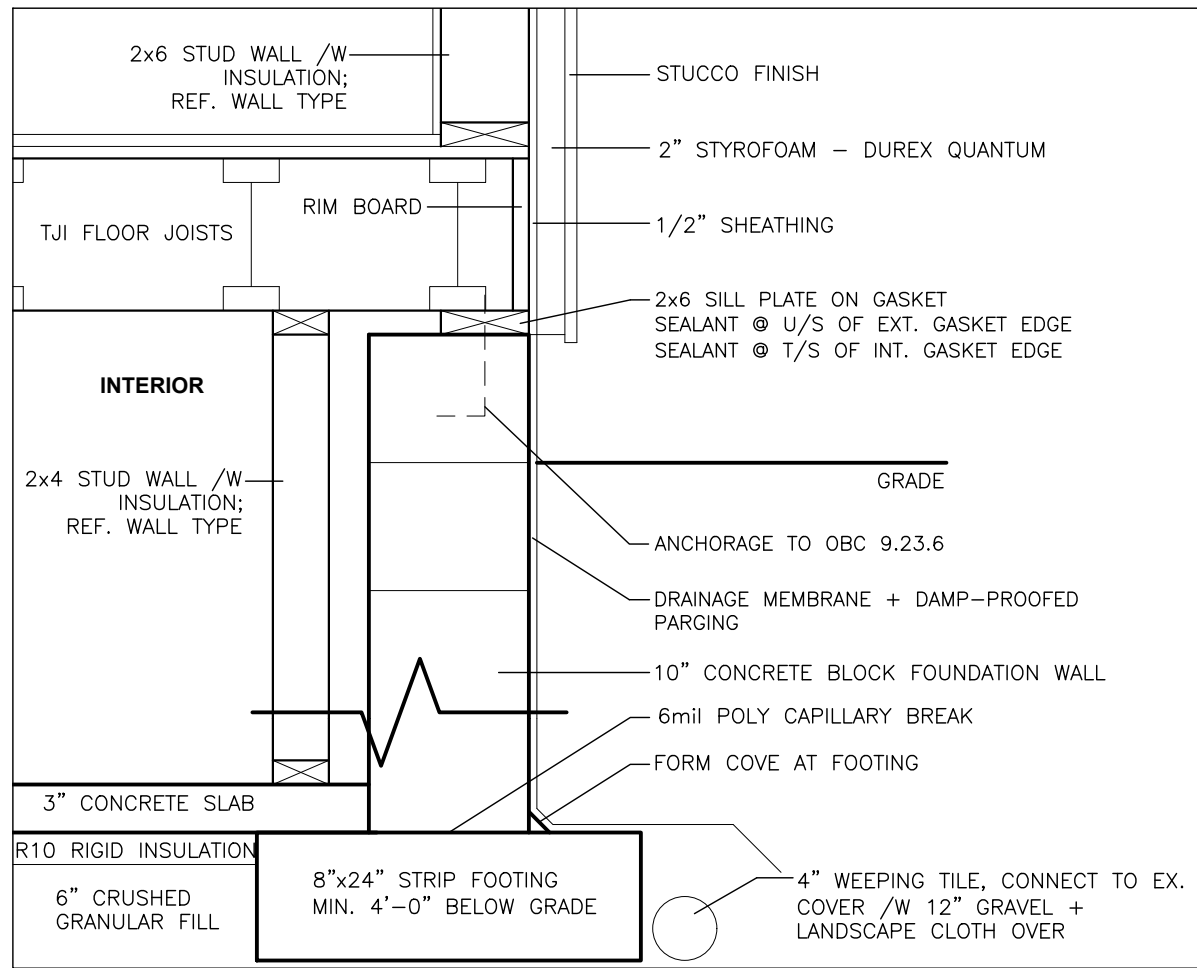 2x6 STUD WALL /W
INSULATION;
REF. WALL TYPE
STUCCO FINISH
2" STYROFOAM – DUREX QUANTUM
RIM BOARD
TJI FLOOR JOISTS
1/2" SHEATHING
2x6 SILL PLATE ON GASKET
SEALANT @ U/S OF EXT. GASKET EDGE
SEALANT @ T/S OF INT. GASKET EDGE
INTERIOR
2x4 STUD WALL /W
INSULATION;
REF. WALL TYPE
GRADE
ANCHORAGE TO OBC 9.23.6
DRAINAGE MEMBRANE + DAMP-PROOFED
PARGING
10" CONCRETE BLOCK FOUNDATION WALL
6mil POLY CAPILLARY BREAK
FORM COVE AT FOOTING
3" CONCRETE SLAB
R10 RIGID INSULATION
6" CRUSHED
GRANULAR FILL
8"x24" STRIP FOOTING
MIN. 4'-0" BELOW GRADE
4" WEEPING TILE, CONNECT TO EX.
COVER /W 12" GRAVEL +
LANDSCAPE CLOTH OVER